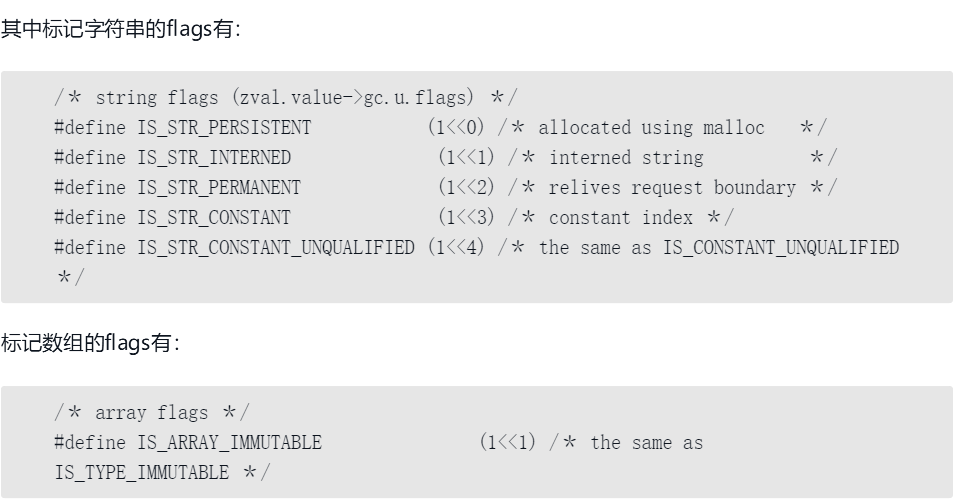 其中标记字符串的flags有：
/* string flags (zval.value->gc.u.flags) */
#define IS_STR_PERSISTENT (1<<0) /* allocated using malloc */
#define IS_STR_INTERNED (1<<1) /* interned string */
#define IS_STR_PERMANENT (1<<2) /* relives request boundary */
#define IS_STR_CONSTANT (1<<3) /* constant index */
#define IS_STR_CONSTANT_UNQUALIFIED (1<<4) /* the same as IS_CONSTANT_UNQUALIFIED
*/
标记数组的flags有：
/* array flags */
#define IS_ARRAY_IMMUTABLE (1<<1) /* the same as
IS_TYPE_IMMUTABLE */